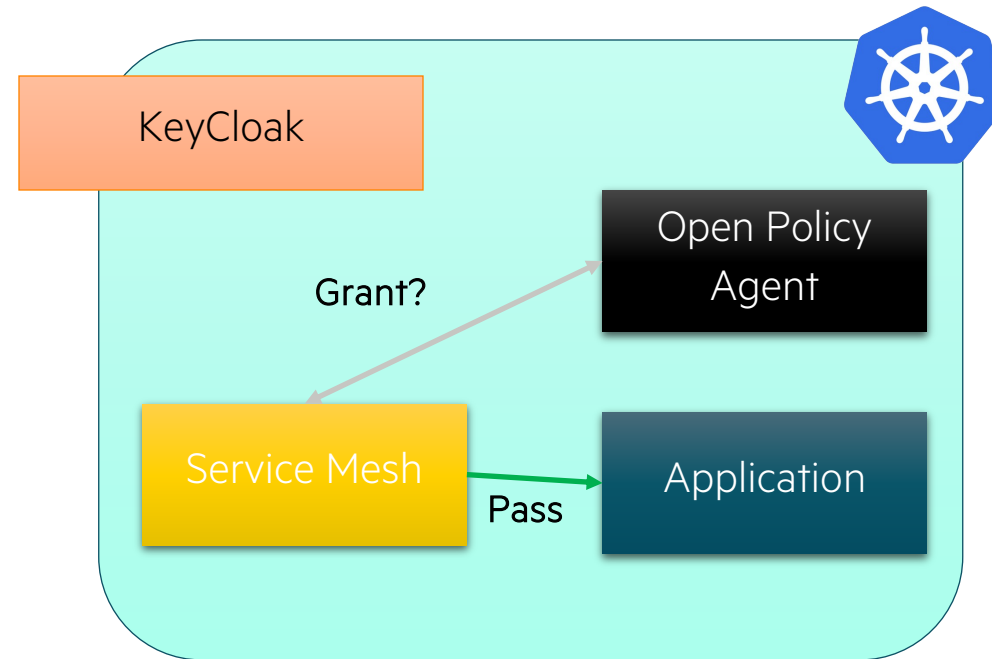 KeyCloak
Open Policy
Agent
Grant?
Service Mesh
Application
Pass